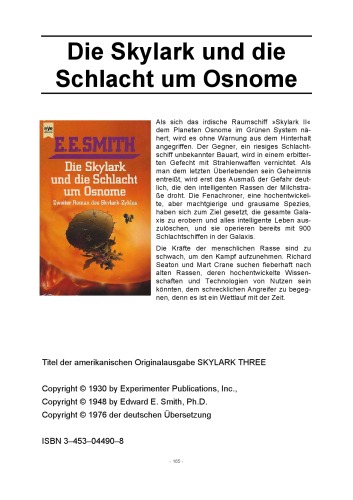 Die Skylark und die
Schlacht um Osnome
E.E.SMITH
Die Skylark
und die Schlacht
um Osnome
Zweiter Roman des Skylark Zyklus
Als sich das irdische Raumschiff »Skylark II«
dem Planeten Osnome im Grünen System nä-
hert, wird es ohne Warnung aus dem Hinterhalt
angegriffen. Der Gegner, ein riesiges Schlacht-
schiff unbekannter Bauart, wird in einem erbitter-
ten Gefecht mit Strahlenwaffen vernichtet. Als
man dem letzten Überlebenden sein Geheimnis
entreißt, wird erst das Ausmaß der Gefahr deut-
lich, die den intelligenten Rassen der Milchstra-
ße droht. Die Fenachroner, eine hochentwickel-
te, aber machtgierige und grausame Spezies,
haben sich zum Ziel gesetzt, die gesamte Gala-
xis zu erobern und alles intelligente Leben aus-
zulöschen, und sie operieren bereits mit 900
Schlachtschiffen in der Galaxis.
Die Kräfte der menschlichen Rasse sind zu
schwach, um den Kampf aufzunehmen. Richard
Seaton und Mart Crane suchen fieberhaft nach
alten Rassen, deren hochentwickelte Wissen-
schaften und Technologien von Nutzen sein
könnten, dem schrecklichen Angreifer zu begeg-
nen, denn es ist ein Wettlauf mit der Zeit.
Titel der amerikanischen Originalausgabe SKYLARK THREE
Copyright © 1930 by Experimenter Publications, Inc.,
Copyright © 1948 by Edward E. Smith, Ph.D.
Copyright © 1976 der deutschen Übersetzung
ISBN 3–453–04490–8
- 165 -